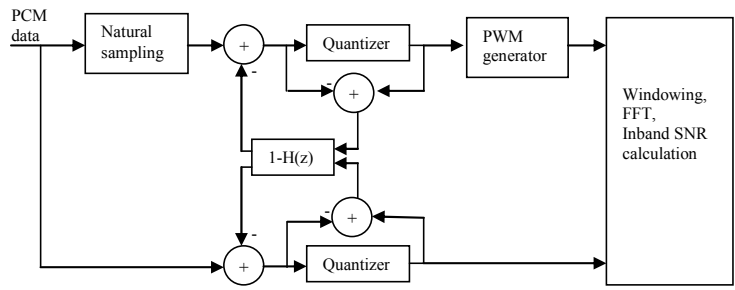 PCM
data
Natural
sampling
+
-
Quantizer
-
+
PWM
generator
Windowing,
FFT,
Inband SNR
calculation
1-H(z)
-
+
-
+
Quantizer